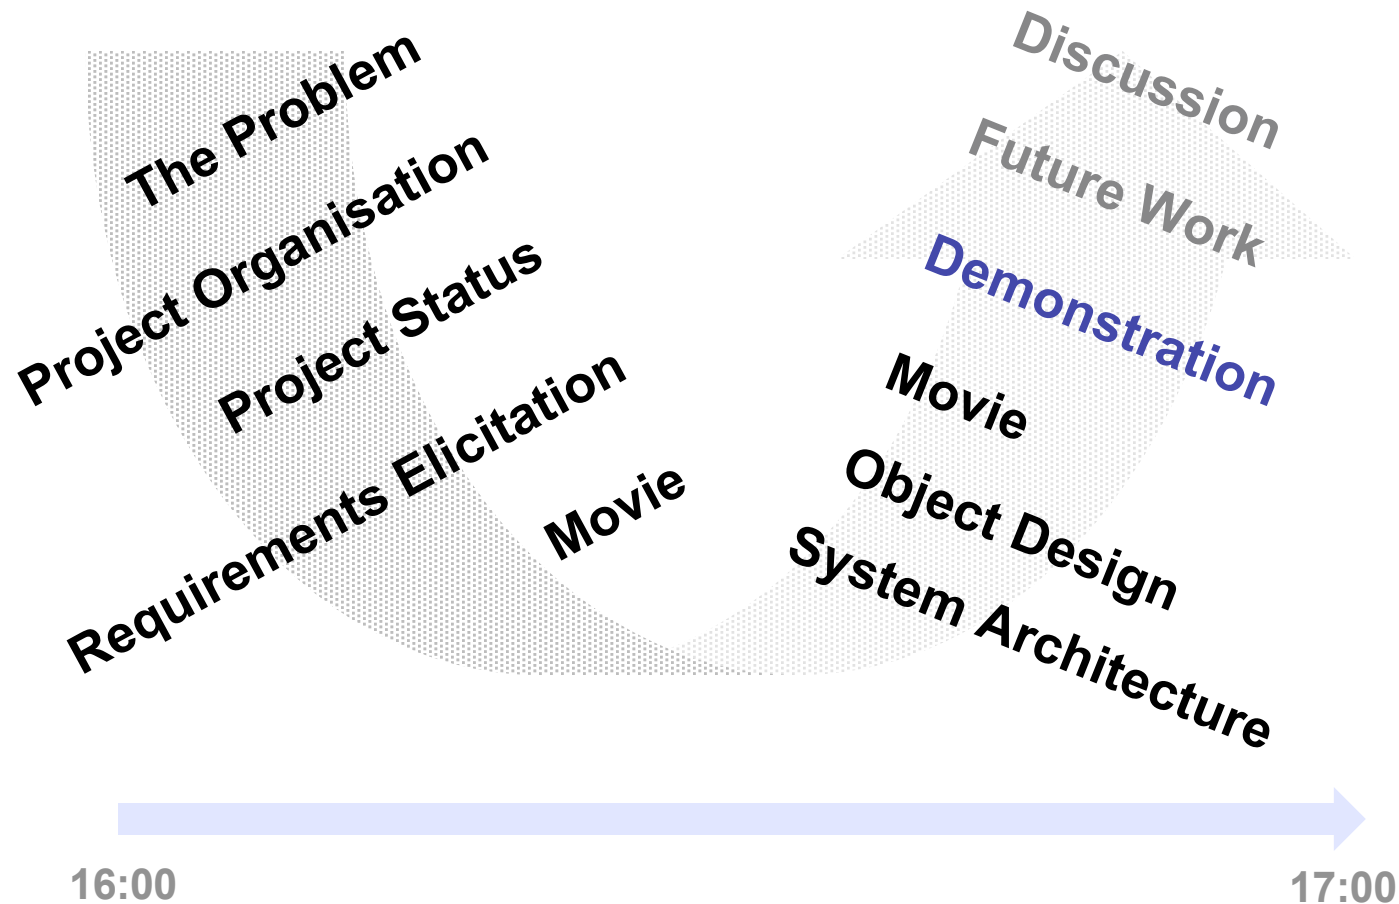 The Problem
Project Organisation
Project Status
Requirements Elicitation
Movie
Discussion
Future Work
Demonstration
Movie
Object Design
System Architecture
16:00
17:00